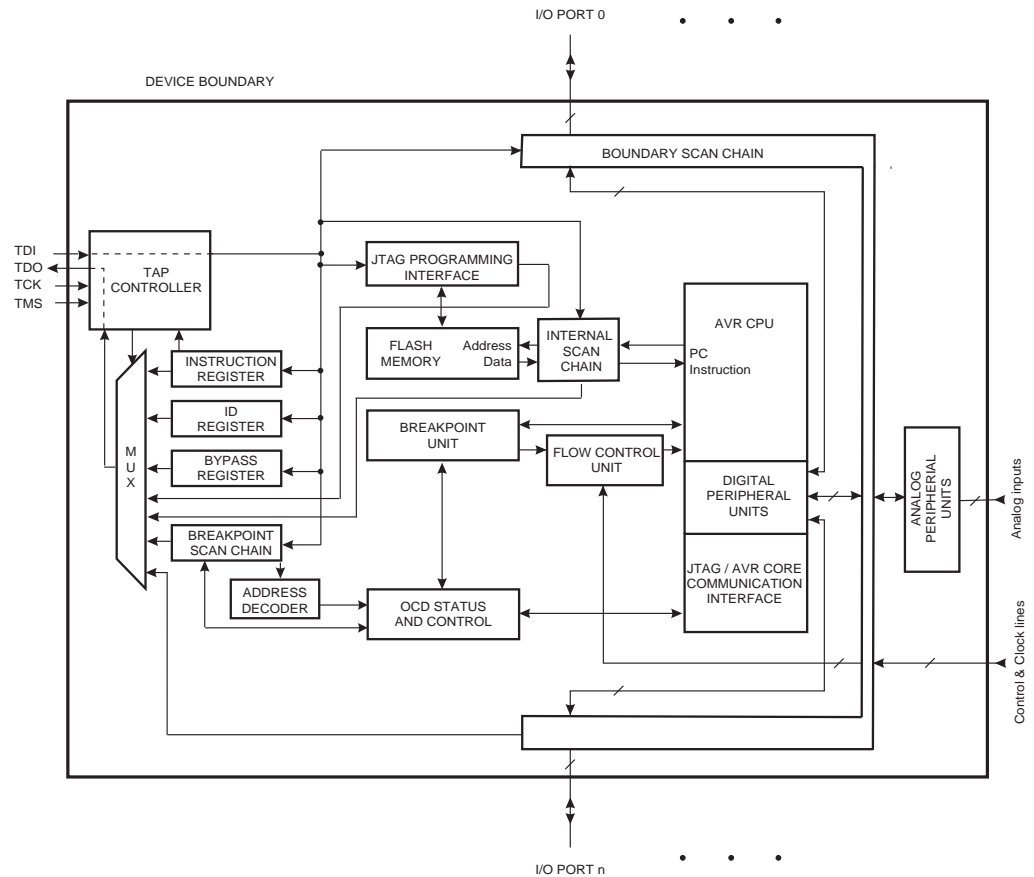 I/O PORT 0
DEVICE BOUNDARY
BOUNDARY SCAN CHAIN
TDI
TDO
TCK
TMS
TAP
CONTROLLER
JTAG PROGRAMMING
INTERFACE
AVR CPU
FLASH
MEMORY
Address
Data
INTERNAL
SCAN
CHAIN
PC
Instruction
INSTRUCTION
REGISTER
ID
REGISTER
BYPASS
REGISTER
MUX
BREAKPOINT
UNIT
FLOW CONTROL
UNIT
DIGITAL
PERIPHERAL
UNITS
ANALOG
PERIPHERIAL
UNITS
Analog inputs
BREAKPOINT
SCAN CHAIN
ADDRESS
DECODER
OCD STATUS
AND CONTROL
JTAG / AVR CORE
COMMUNICATION
INTERFACE
Control & Clock lines
I/O PORT n